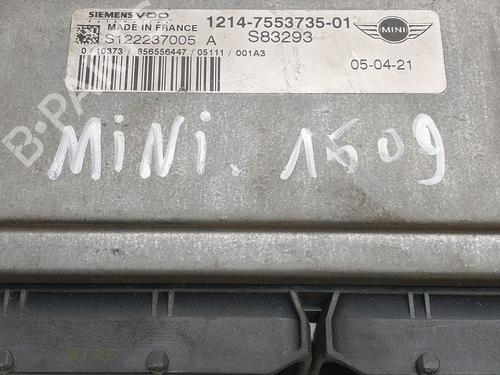 SIEMENS VDO
MADE IN FRANCE
1214-7553735-01
S122237005 A
S83293
MINI
0 / 10373 / 856556447 / 05111 / 001A3
05-04-21
MiNi. 1609
B-PA